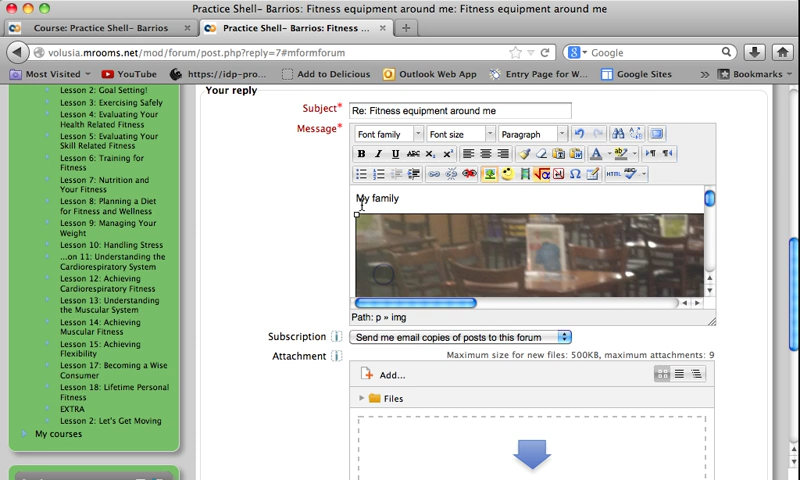 Practice Shell- Barrios: Fitness equipment around me: Fitness equipment around me
Course: Practice Shell- Barrios
Practice Shell- Barrios: Fitness ...
volusia.mrooms.net/mod/forum/post.php?reply=7#mformforum
Google
Most Visited
YouTube
https://idp-pro...
Add to Delicious
Outlook Web App
Entry Page for W...
Google Sites
Bookmarks
Lesson 2: Goal Setting!
Lesson 3: Exercising Safely
Lesson 4: Evaluating Your
Health Related Fitness
Lesson 5: Evaluating Your
Skill Related Fitness
Lesson 6: Training for
Fitness
Lesson 7: Nutrition and
Your Fitness
Lesson 8: Planning a Diet
for Fitness and Wellness
Lesson 9: Managing Your
Weight
Lesson 10: Handling Stress
...on 11: Understanding the
Cardiorespiratory System
Lesson 12: Achieving
Cardiorespiratory Fitness
Lesson 13: Understanding
the Muscular System
Lesson 14: Achieving
Muscular Fitness
Lesson 15: Achieving
Flexibility
Lesson 17: Becoming a Wise
Consumer
Lesson 18: Lifetime Personal
Fitness
EXTRA
Lesson 2: Let's Get Moving
My courses
Your reply
Subject*
Re: Fitness equipment around me
Message*
Font family
Font size
Paragraph
B I U ABC x₂ x²
HTML ABC
My family
Path: p » img
Subscription
Send me email copies of posts to this forum
Attachment
Maximum size for new files: 500KB, maximum attachments: 9
Add...
Files